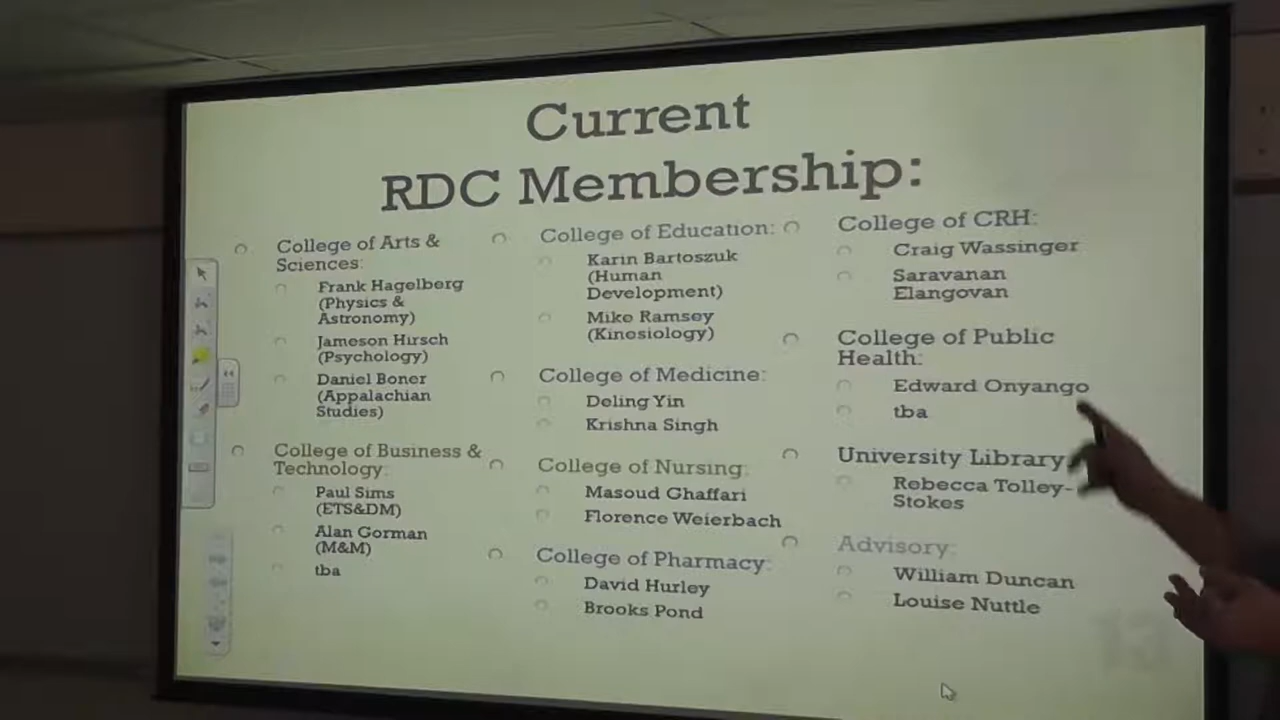 Current
RDC Membership:
College of Arts &
Sciences:
Frank Hagelberg
(Physics &
Astronomy)
Jameson Hirsch
(Psychology)
Daniel Boner
(Appalachian
Studies)
College of Business &
Technology:
Paul Sims
(ETS&DM)
Alan Gorman
(M&M)
tba
College of Education:
Karin Bartoszuk
(Human
Development)
Mike Ramsey
(Kinesiology)
College of Medicine:
Deling Yin
Krishna Singh
College of Nursing:
Masoud Ghaffari
Florence Weierbach
College of Pharmacy:
David Hurley
Brooks Pond
College of CRH:
Craig Wassinger
Saravanan
Elangovan
College of Public
Health:
Edward Onyango
tba
University Library
Rebecca Tolley-
Stokes
Advisory:
William Duncan
Louise Nuttle
13